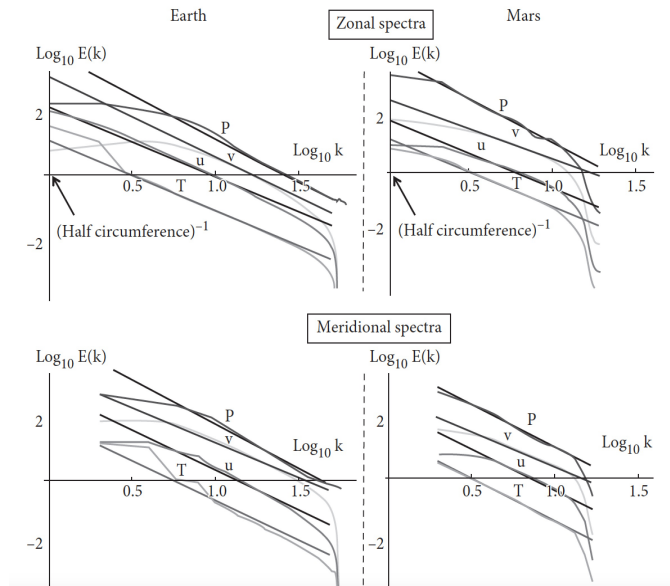 Earth
Zonal spectra
Mars
Log10 E(k)
2
P
v
u
T
Log10 k
0.5
1.0
1.5
(Half circumference)−1
−2
Log10 E(k)
2
P
v
u
T
Log10 k
0.5
1.0
1.5
(Half circumference)−1
−2
Meridional spectra
Log10 E(k)
2
P
v
u
T
Log10 k
0.5
1.0
1.5
−2
Log10 E(k)
2
P
v
u
T
Log10 k
0.5
1.0
1.5
−2